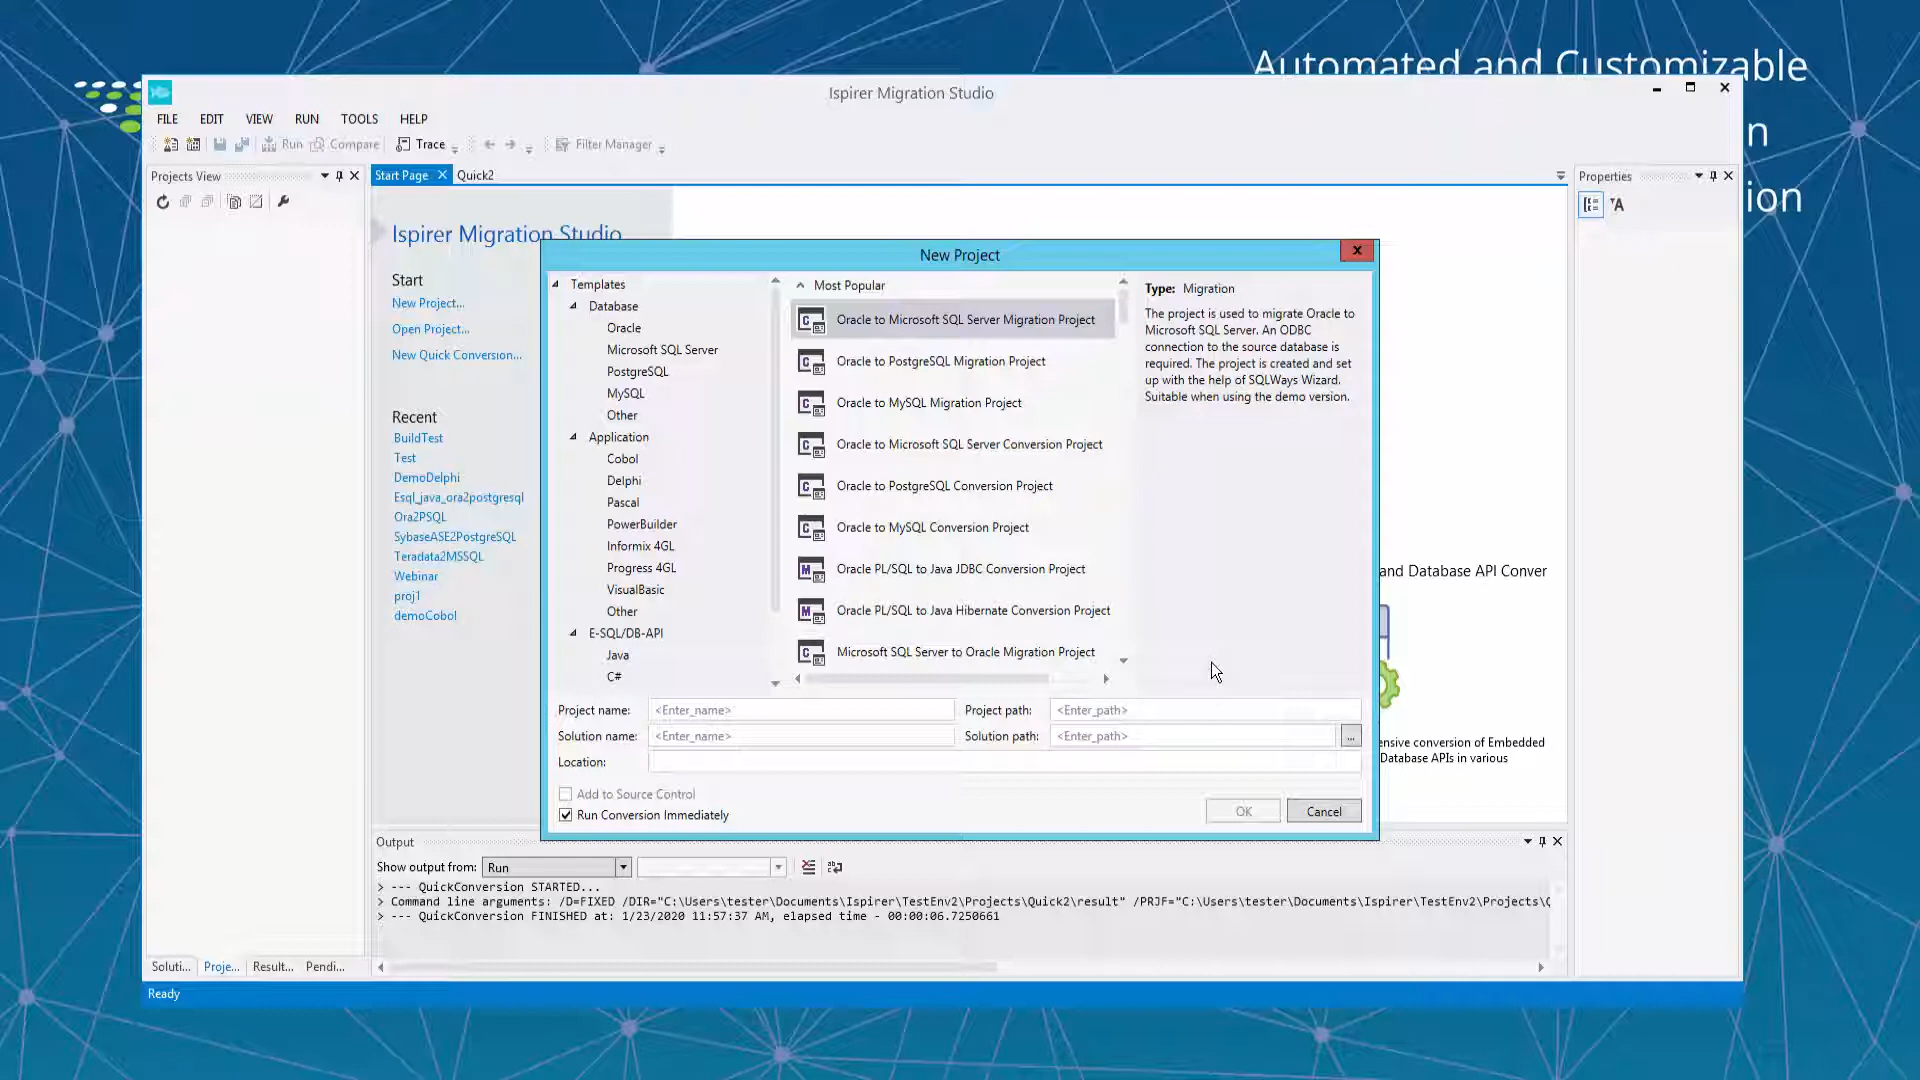 Automated and Customizable
n
ion
Ispirer Migration Studio
FILE EDIT VIEW RUN TOOLS HELP
Run Compare Trace Filter Manager
Projects View
Start Page Quick2
Properties
Ispirer Migration Studio
Start
New Project...
Open Project...
New Quick Conversion...
Recent
BuildTest
Test
DemoDelphi
Esql_java_ora2postgresql
Ora2PSQL
SybaseASE2PostgreSQL
Teradata2MSSQL
Webinar
proj1
demoCobol
New Project
Templates
Database
Oracle
Microsoft SQL Server
PostgreSQL
MySQL
Other
Application
Cobol
Delphi
Pascal
PowerBuilder
Informix 4GL
Progress 4GL
VisualBasic
Other
E-SQL/DB-API
Java
C#
Most Popular
Oracle to Microsoft SQL Server Migration Project
Oracle to PostgreSQL Migration Project
Oracle to MySQL Migration Project
Oracle to Microsoft SQL Server Conversion Project
Oracle to PostgreSQL Conversion Project
Oracle to MySQL Conversion Project
Oracle PL/SQL to Java JDBC Conversion Project
Oracle PL/SQL to Java Hibernate Conversion Project
Microsoft SQL Server to Oracle Migration Project
Type: Migration
The project is used to migrate Oracle to
Microsoft SQL Server. An ODBC
connection to the source database is
required. The project is created and set
up with the help of SQLWays Wizard.
Suitable when using the demo version.
Project name: <Enter_name> Project path: <Enter_path>
Solution name: <Enter_name> Solution path: <Enter_path> ...
Location:
Add to Source Control
Run Conversion Immediately
OK Cancel
and Database API Conver
ensive conversion of Embedded
Database APIs in various
Output
Show output from: Run
> --- QuickConversion STARTED...
> Command line arguments: /D=FIXED /DIR="C:\Users\tester\Documents\Ispirer\TestEnv2\Projects\Quick2\result" /PRJF="C:\Users\tester\Documents\Ispirer\TestEnv2\Projects\Q
> --- QuickConversion FINISHED at: 1/23/2020 11:57:37 AM, elapsed time - 00:00:06.7250661
Soluti... Proje... Result... Pendi...
Ready